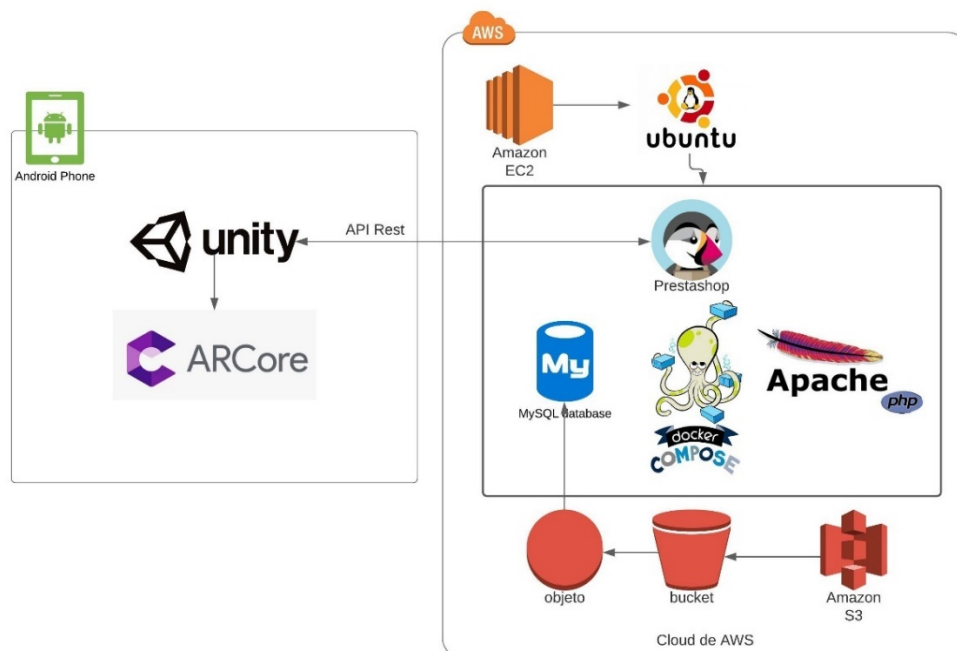 AWS
Amazon
EC2
ubuntu
Android Phone
unity
API Rest
Prestashop
ARCore
My
MySQL database
docker
COMPOSE
Apache
php
objeto
bucket
Amazon
S3
Cloud de AWS